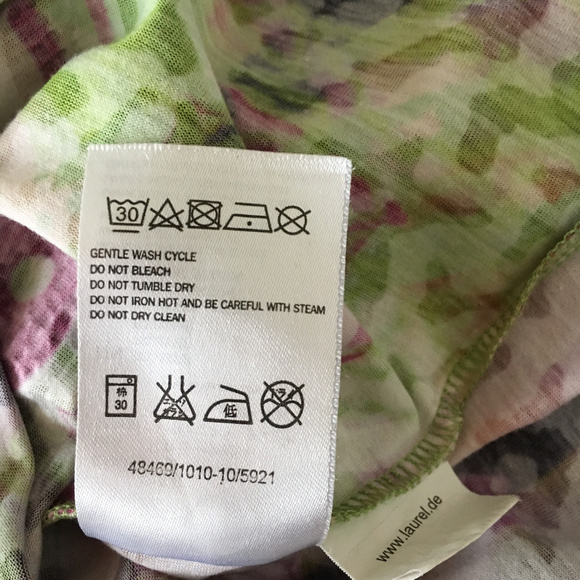 30
GENTLE WASH CYCLE
DO NOT BLEACH
DO NOT TUMBLE DRY
DO NOT IRON HOT AND BE CAREFUL WITH STEAM
DO NOT DRY CLEAN
30 低
48469/1010-10/5921
www.laurel.de